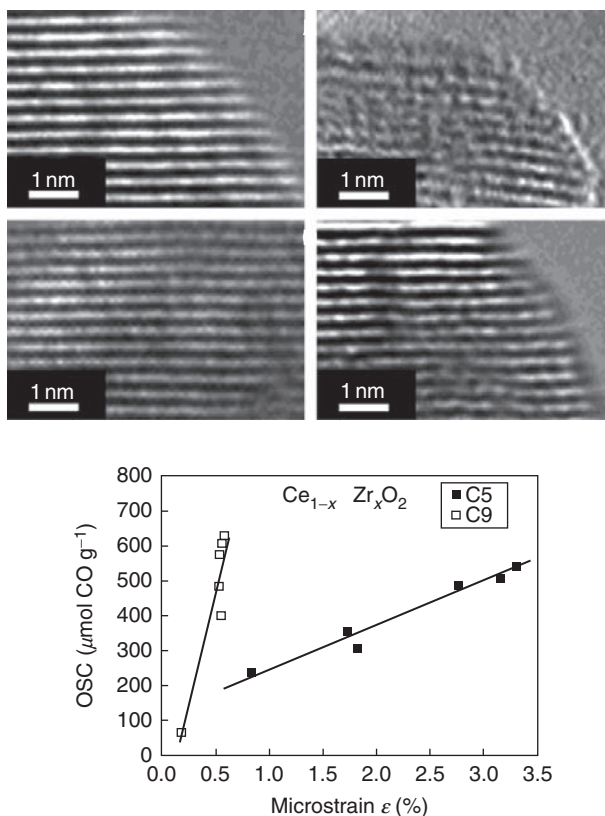 1 nm
1 nm
1 nm
1 nm
800
700
600
500
400
300
200
100
0
OSC (μmol CO g⁻¹)
Ce₁₋ₓ ZrₓO₂
C5
C9
0.0 0.5 1.0 1.5 2.0 2.5 3.0 3.5
Microstrain ε (%)